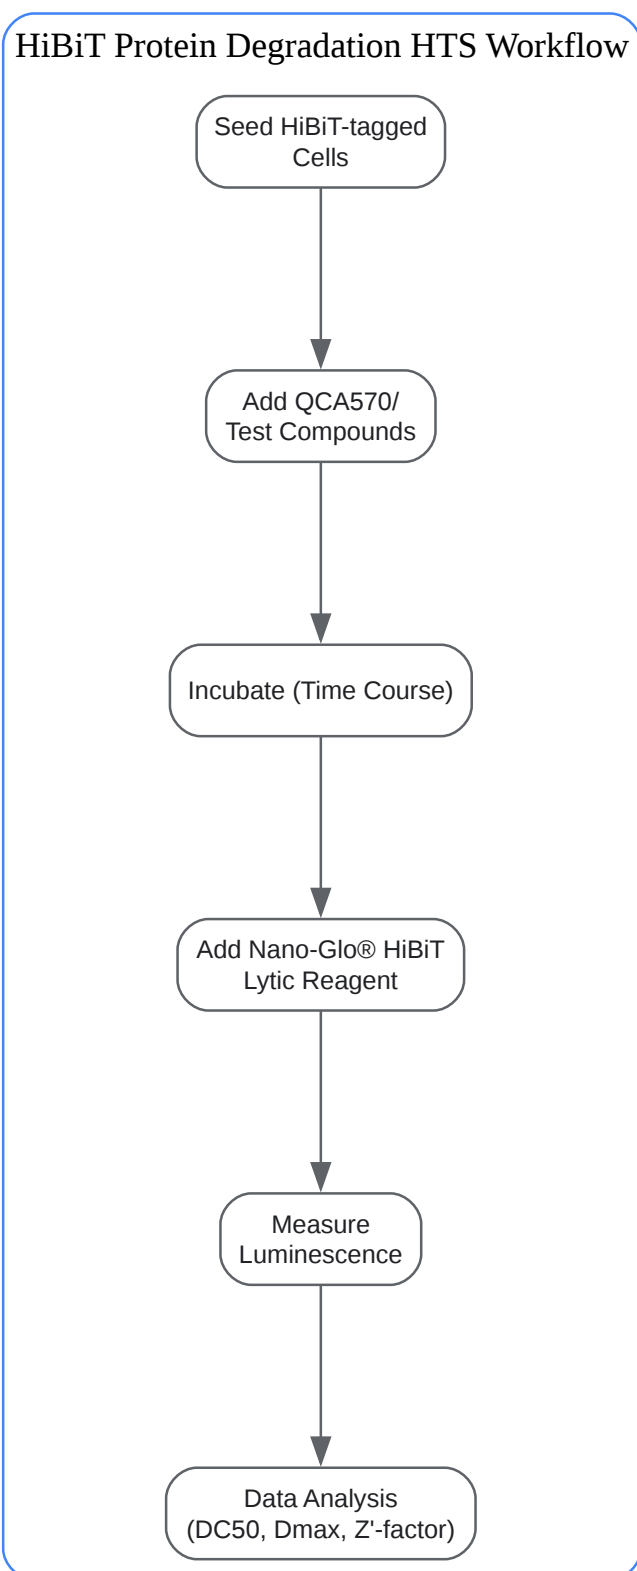 HiBiT Protein Degradation HTS Workflow
Seed HiBiT-tagged
Cells
Add QCA570/
Test Compounds
Incubate (Time Course)
Add Nano-Glo® HiBiT
Lytic Reagent
Measure
Luminescence
Data Analysis
(DC50, Dmax, Z'-factor)